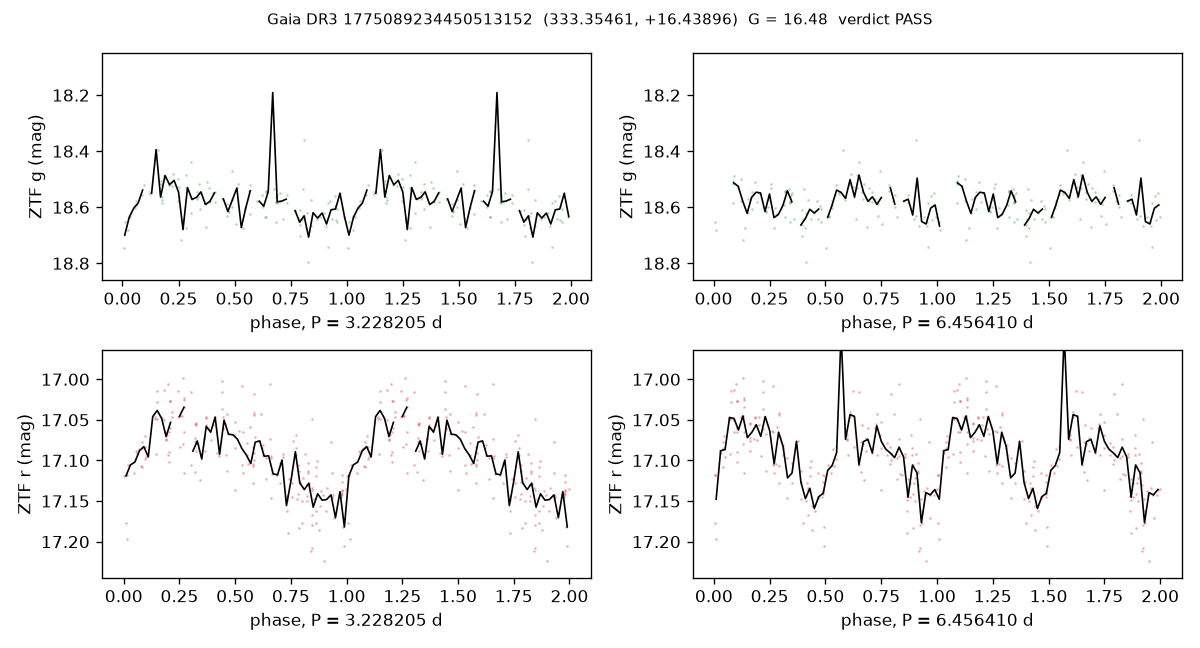 Gaia DR3 1775089234450513152 (333.35461, +16.43896) G = 16.48 verdict PASS
ZTF g (mag)
18.2
18.4
18.6
18.8
0.00 0.25 0.50 0.75 1.00 1.25 1.50 1.75 2.00
phase, P = 3.228205 d
ZTF g (mag)
18.2
18.4
18.6
18.8
0.00 0.25 0.50 0.75 1.00 1.25 1.50 1.75 2.00
phase, P = 6.456410 d
ZTF r (mag)
17.00
17.05
17.10
17.15
17.20
0.00 0.25 0.50 0.75 1.00 1.25 1.50 1.75 2.00
phase, P = 3.228205 d
ZTF r (mag)
17.00
17.05
17.10
17.15
17.20
0.00 0.25 0.50 0.75 1.00 1.25 1.50 1.75 2.00
phase, P = 6.456410 d